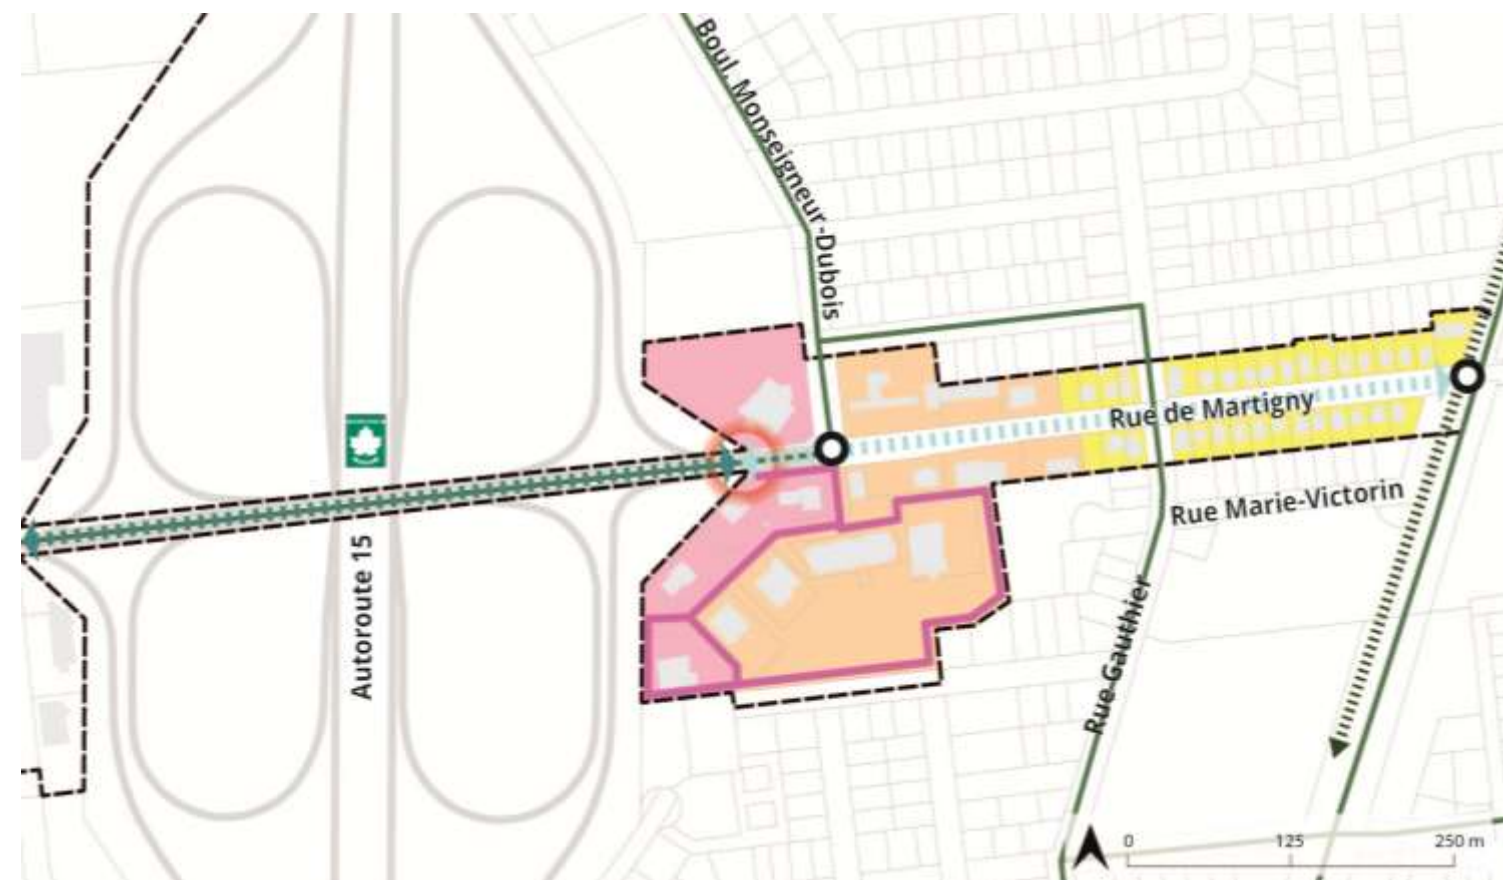 Boul. Monseigneur-Dubois
Rue de Martigny
Rue Marie-Victorin
Autoroute 15
Rue Gauthier
0 125 250 m